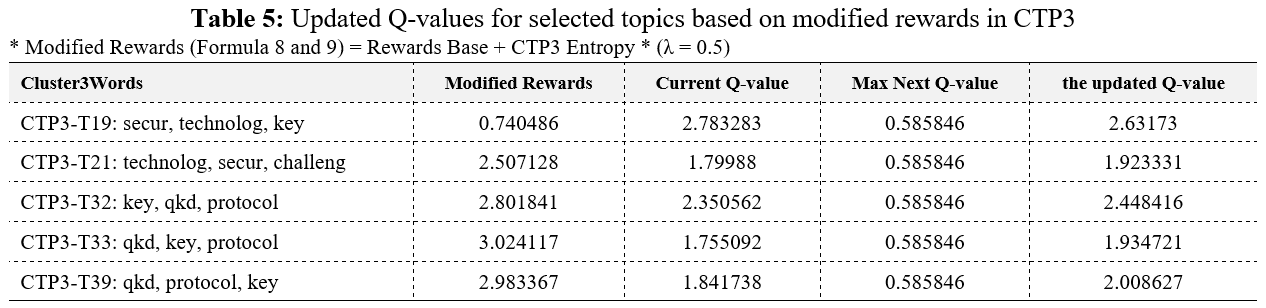 Table 5: Updated Q-values for selected topics based on modified rewards in CTP3
* Modified Rewards (Formula 8 and 9) = Rewards Base + CTP3 Entropy * (λ = 0.5)
Cluster3Words Modified Rewards Current Q-value Max Next Q-value the updated Q-value
CTP3-T19: secur, technolog, key 0.740486 2.783283 0.585846 2.63173
CTP3-T21: technolog, secur, challeng 2.507128 1.79988 0.585846 1.923331
CTP3-T32: key, qkd, protocol 2.801841 2.350562 0.585846 2.448416
CTP3-T33: qkd, key, protocol 3.024117 1.755092 0.585846 1.934721
CTP3-T39: qkd, protocol, key 2.983367 1.841738 0.585846 2.008627